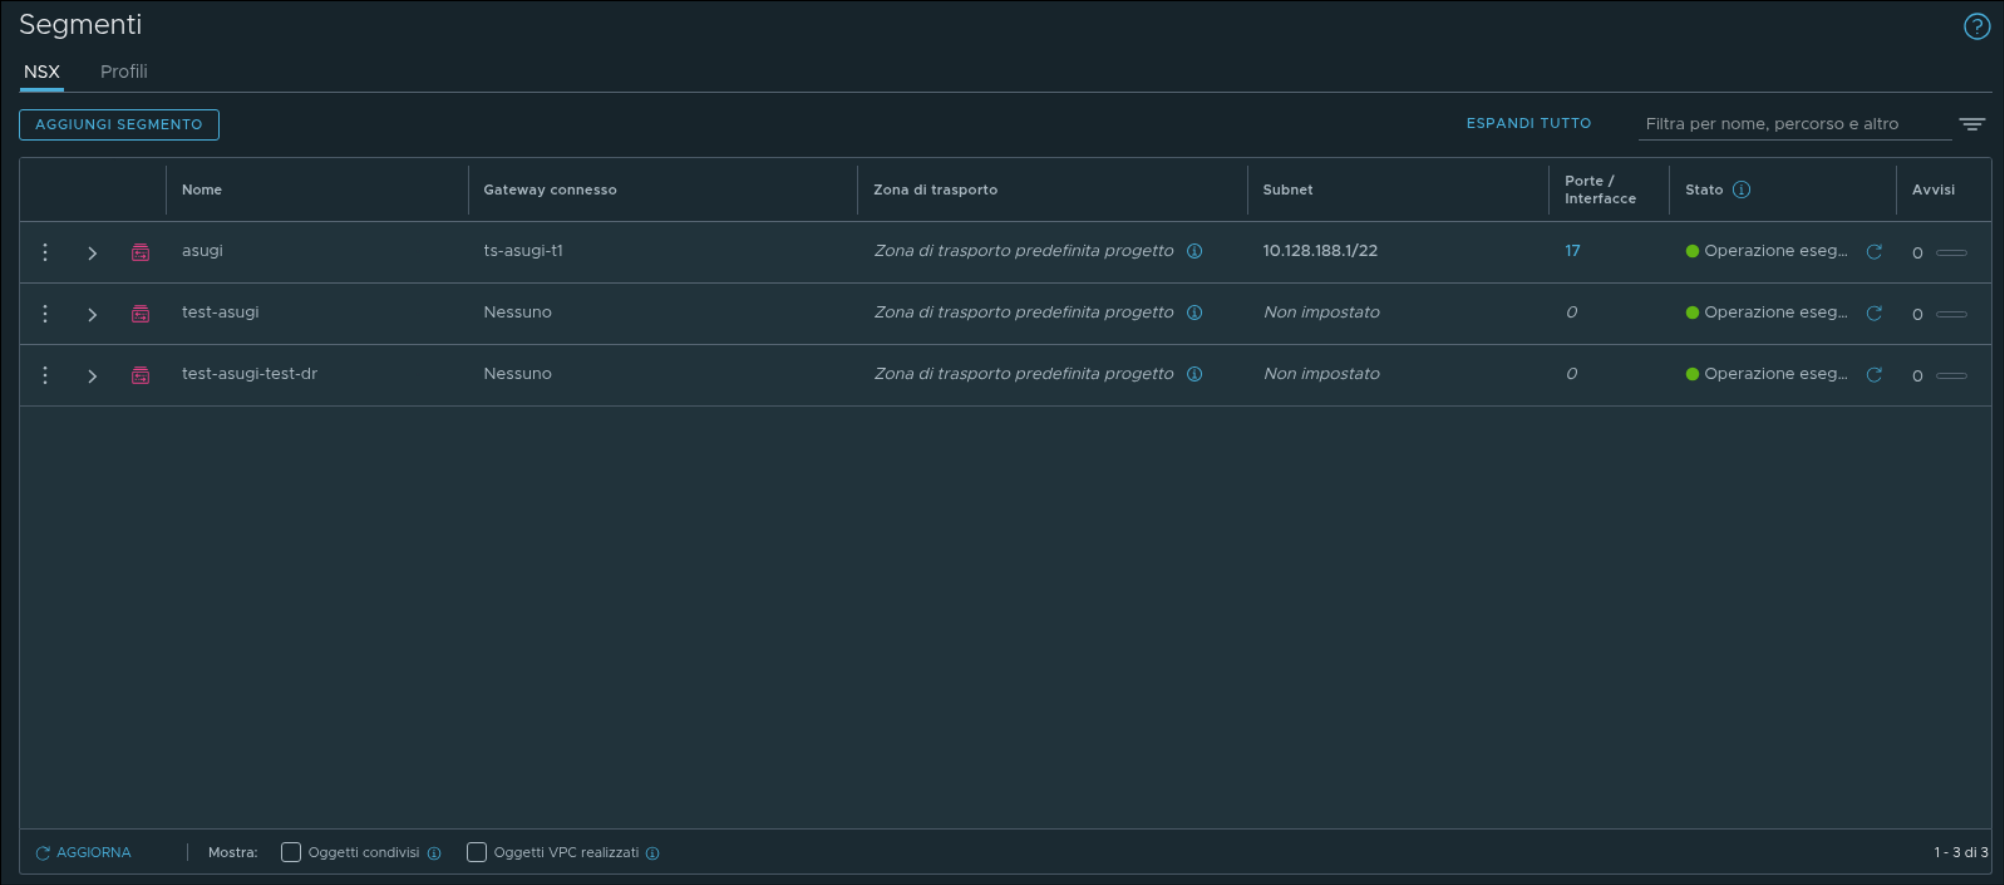 Segmenti
NSX Profili
AGGIUNGI SEGMENTO ESPANDI TUTTO Filtra per nome, percorso e altro
Nome Gateway connesso Zona di trasporto Subnet Porte / Interfacce Stato Avvisi
asugi ts-asugi-t1 Zona di trasporto predefinita progetto 10.128.188.1/22 17 Operazione eseg... 0
test-asugi Nessuno Zona di trasporto predefinita progetto Non impostato 0 Operazione eseg... 0
test-asugi-test-dr Nessuno Zona di trasporto predefinita progetto Non impostato 0 Operazione eseg... 0
AGGIORNA Mostra: Oggetti condivisi Oggetti VPC realizzati 1 - 3 di 3